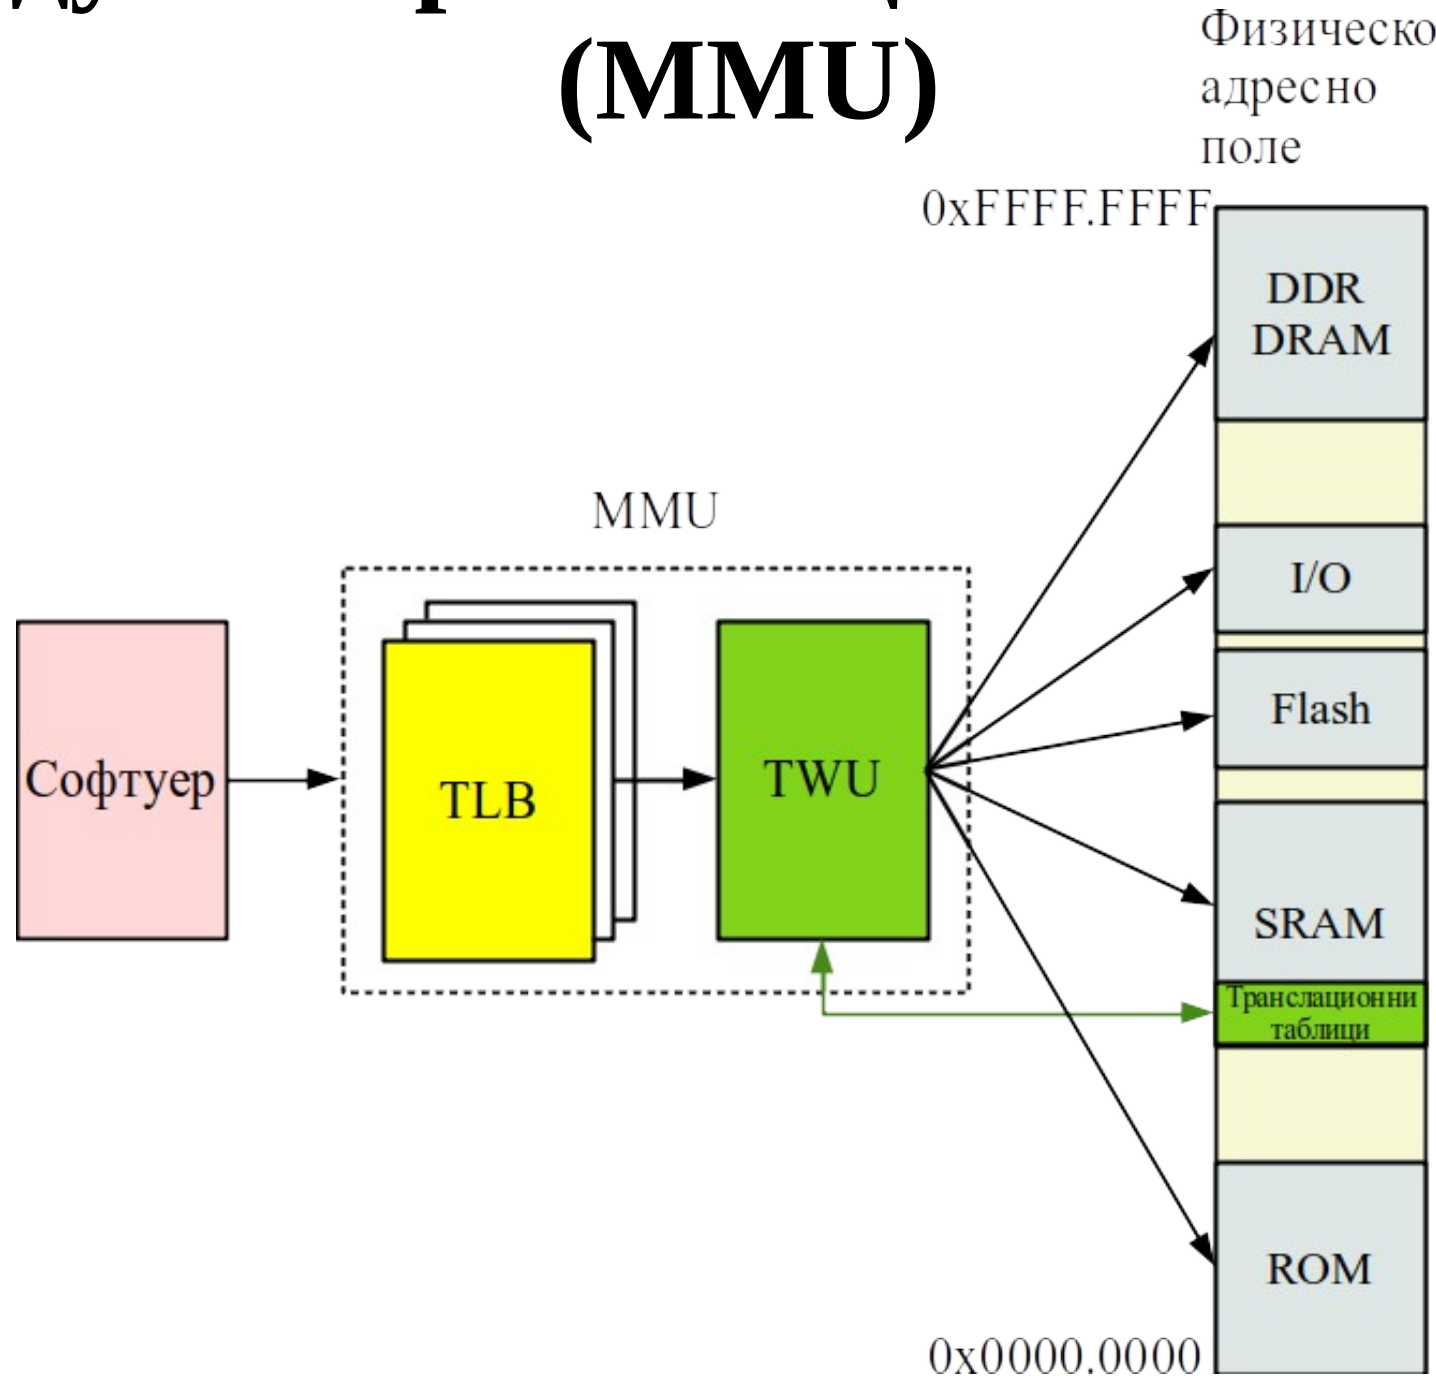 (MMU)
Физическо
адресно
поле
0xFFFF.FFFF
DDR
DRAM
MMU
I/O
Flash
Софтуер
TLB
TWU
SRAM
Транслационни
таблици
ROM
0x0000.0000